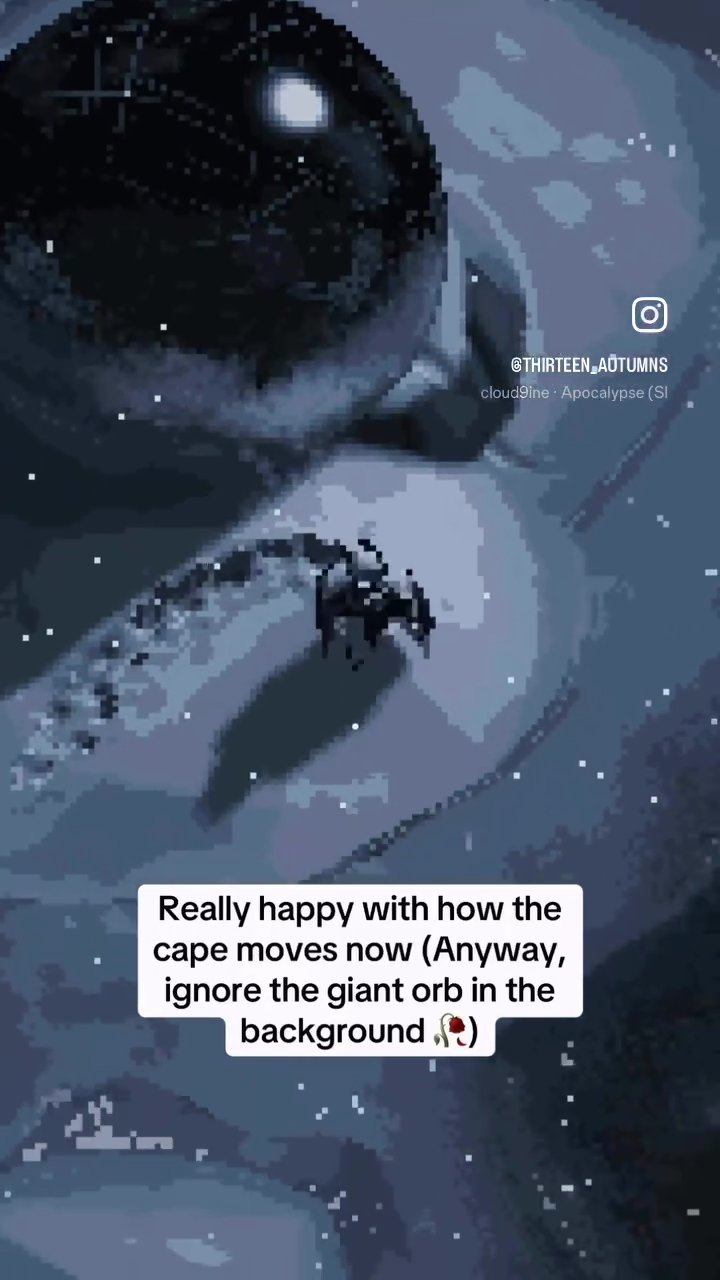 @THIRTEEN_AUTUMNS
cloud9ine · Apocalypse (Sl
Really happy with how the
cape moves now (Anyway,
ignore the giant orb in the
background 🥀)